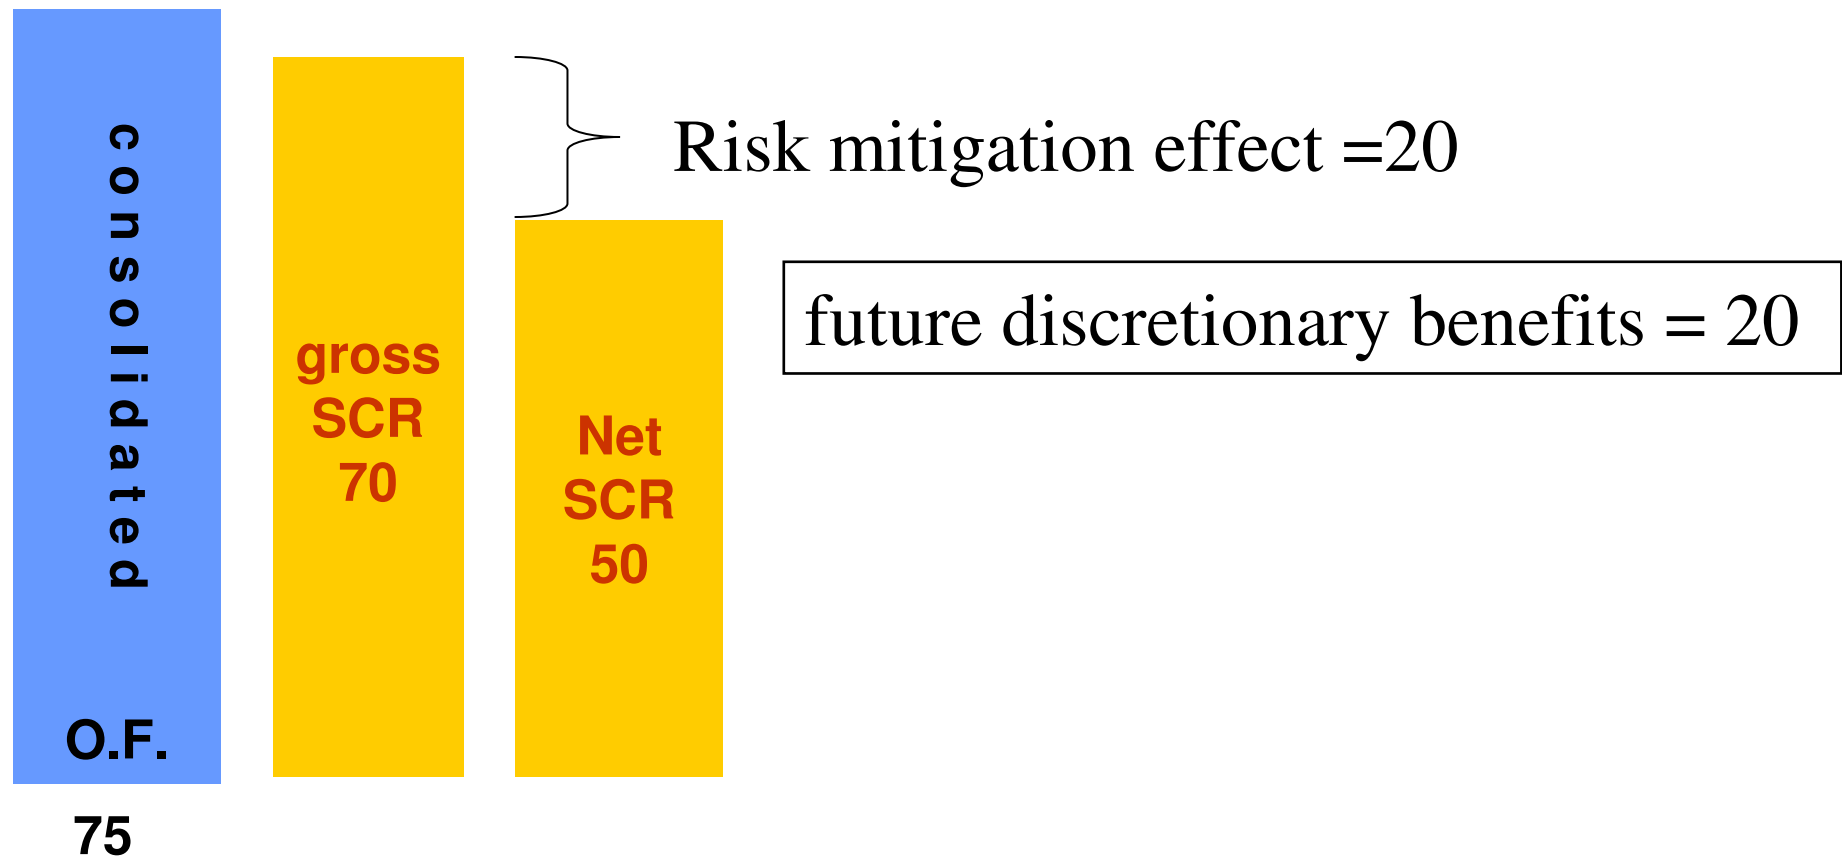 consolidated
O.F.
75
gross
SCR
70
Net
SCR
50
Risk mitigation effect =20
future discretionary benefits = 20